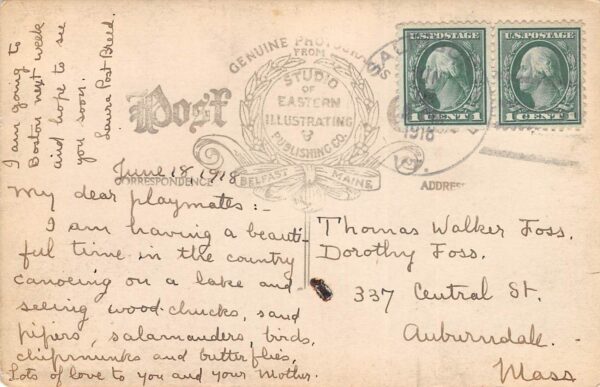 I am going to
Boston next week
and hope to see
you soon.
Laura Post Breed.
GENUINE PHOTOGRAPHS
FROM
STUDIO
OF
EASTERN
ILLUSTRATING
&
PUBLISHING CO.
BELFAST MAINE
Post
U.S. POSTAGE
1 CENT 1
U.S. POSTAGE
1 CENT 1
1918
CORRESPONDENCE
ADDRESS
June 18, 1918
My dear playmates:-
I am having a beauti-
ful time in the country
canoeing on a lake and
seeing wood-chucks, sand
pipers, salamanders, birds,
chipmunks and butterflies,
Lots of love to you and your Mother.
Thomas Walker Foss.
Dorothy Foss.
337 Central St.
Auburndale.
Mass